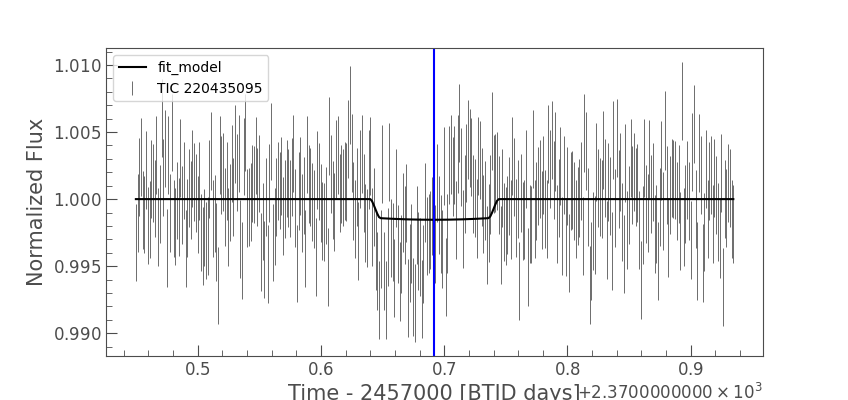 1.010
1.005
1.000
0.995
0.990
Normalized Flux
fit_model
TIC 220435095
0.5 0.6 0.7 0.8 0.9
Time - 2457000 [BTJD days]
+2.3700000000 × 10³